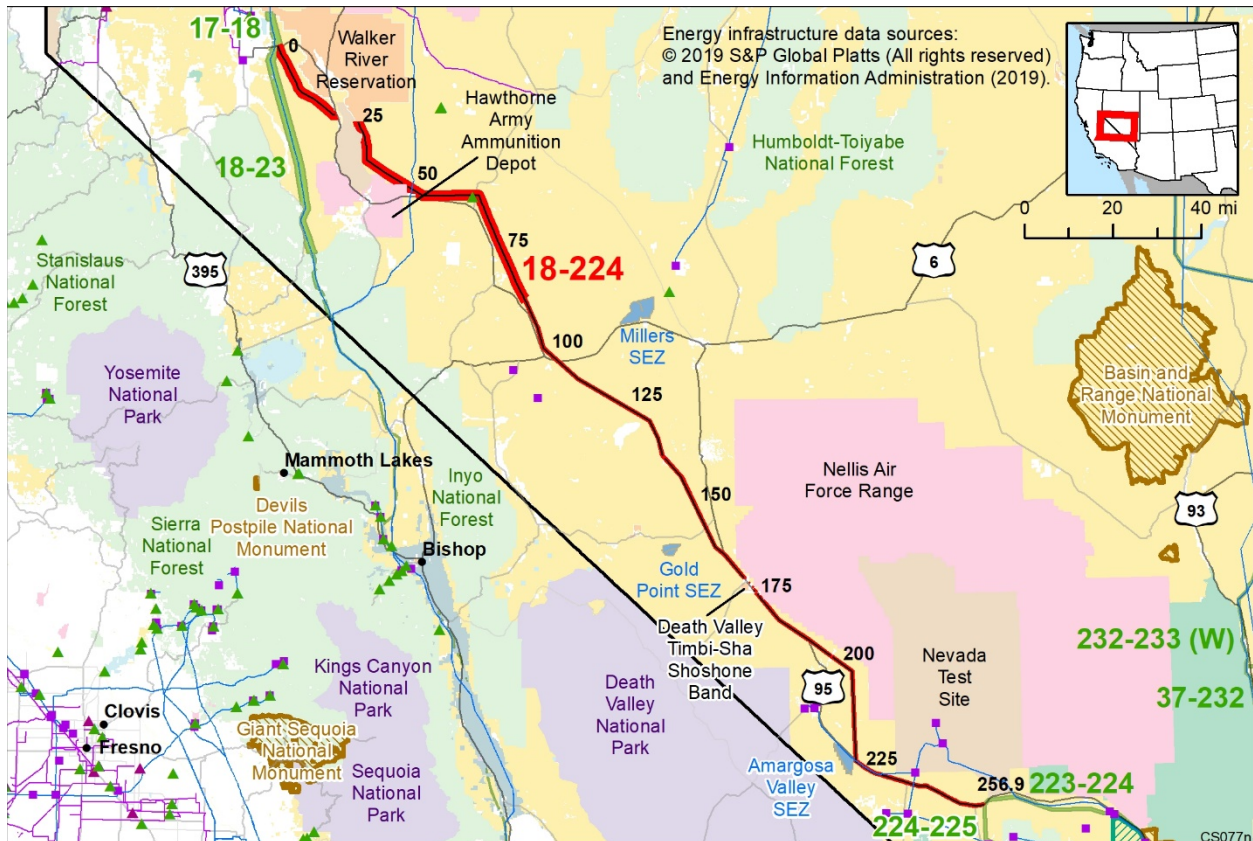 17-18
0
Walker
River
Reservation
Energy infrastructure data sources:
© 2019 S&P Global Platts (All rights reserved)
and Energy Information Administration (2019).
25
Hawthorne
Army
Ammunition
Depot
Humboldt-Toiyabe
National Forest
18-23
50
0 20 40 mi
75
18-224
Stanislaus
National
Forest
395
6
Millers
SEZ
100
Yosemite
National
Park
125
Basin and
Range National
Monument
Mammoth Lakes
Inyo
National
Forest
Nellis Air
Force Range
150
93
Devils
Postpile National
Monument
Sierra
National
Forest
Bishop
Gold
Point SEZ
175
Death Valley
Timbi-Sha
Shoshone
Band
232-233 (W)
Kings Canyon
National
Park
Death
Valley
National
Park
200
95
Nevada
Test
Site
37-232
Clovis
Fresno
Giant Sequoia
National
Monument
Sequoia
National
Park
Amargosa
Valley
SEZ
225
256.9
223-224
224-225
CS077n